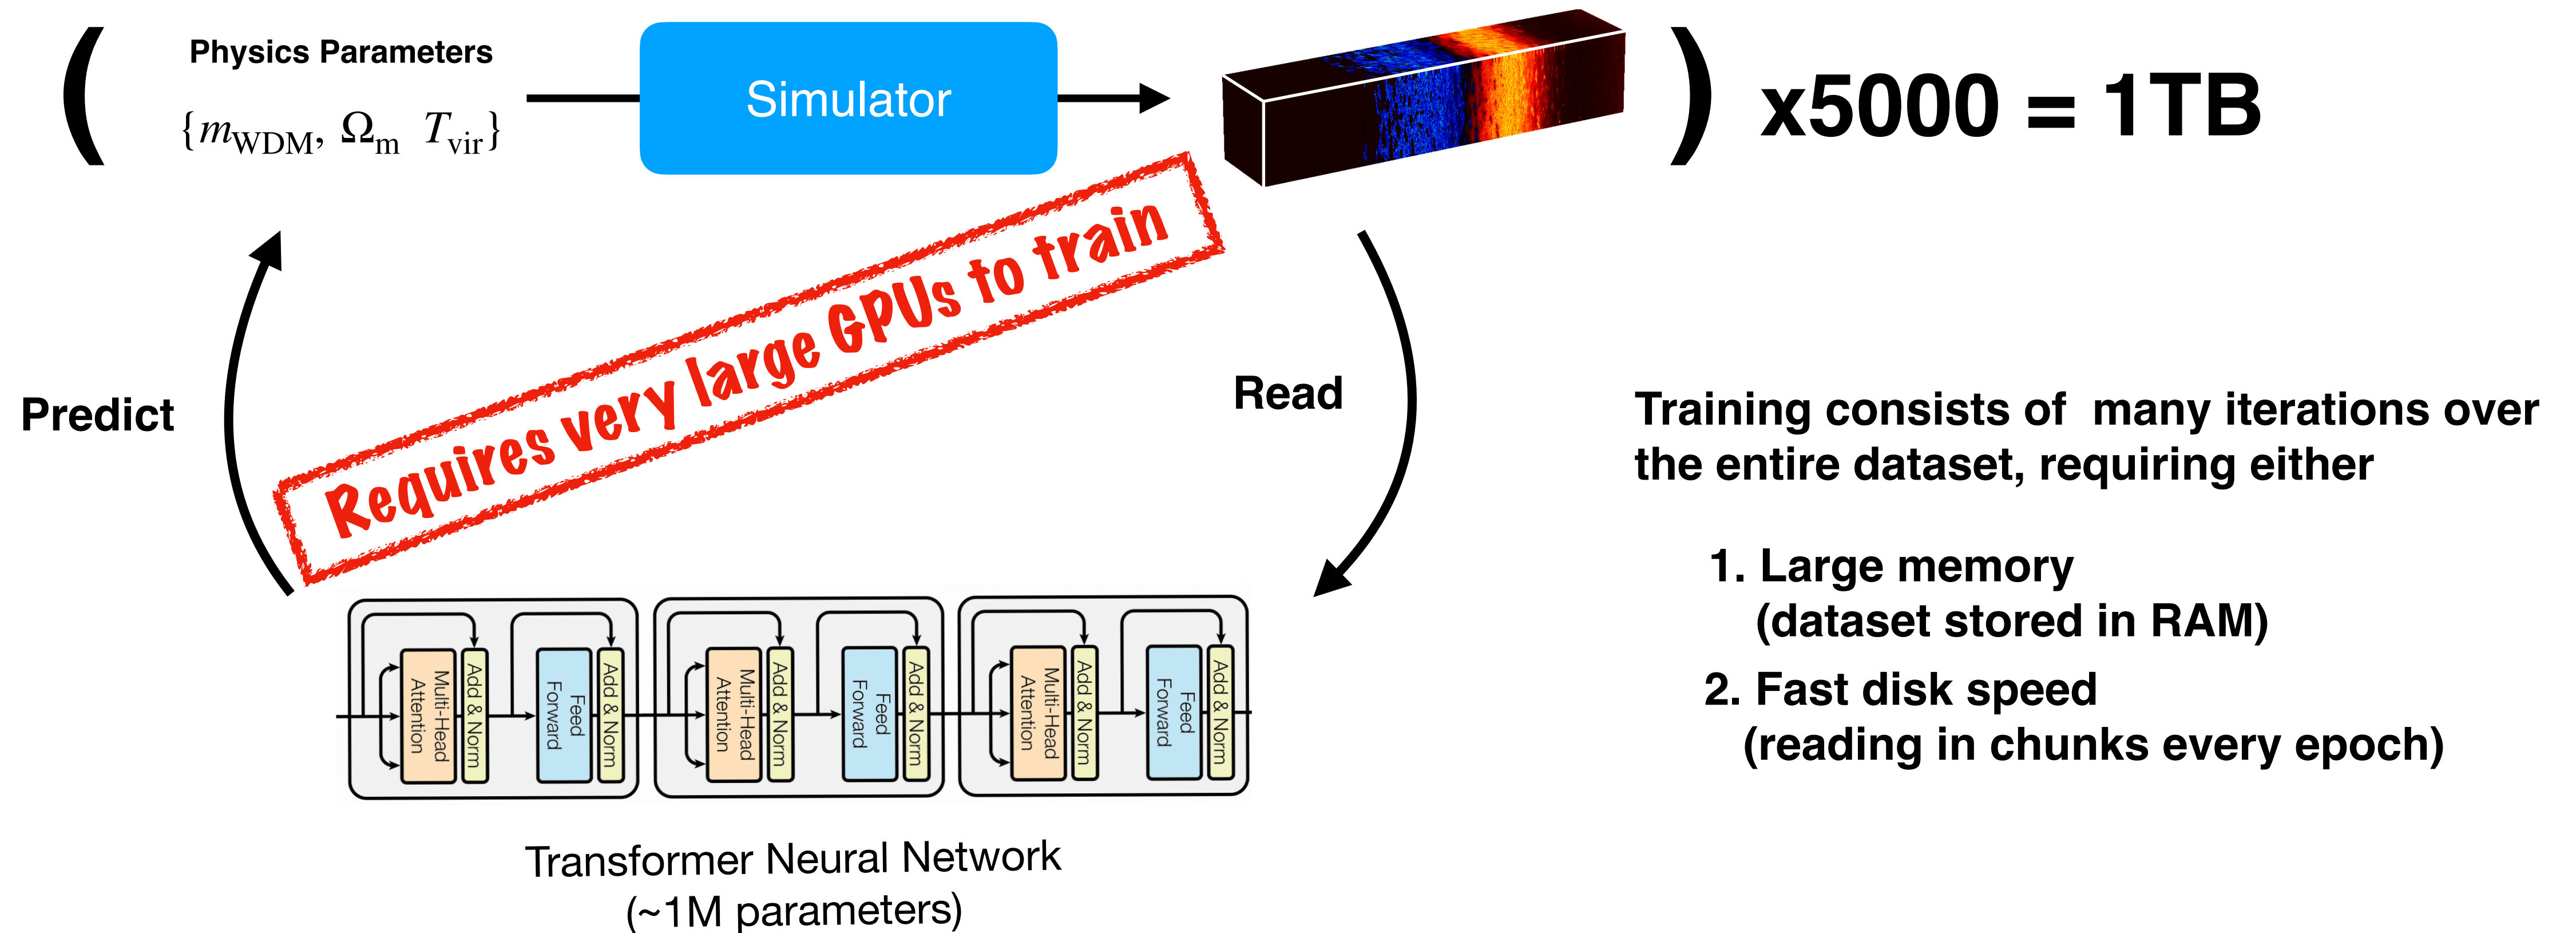 (
Physics Parameters
{m_WDM, Ω_m T_vir}
Simulator
)
x5000 = 1TB
Requires very large GPUs to train
Predict
Read
Training consists of many iterations over
the entire dataset, requiring either
1. Large memory
(dataset stored in RAM)
2. Fast disk speed
(reading in chunks every epoch)
Multi-Head
Attention
Add & Norm
Feed
Forward
Add & Norm
Multi-Head
Attention
Add & Norm
Feed
Forward
Add & Norm
Multi-Head
Attention
Add & Norm
Feed
Forward
Add & Norm
Transformer Neural Network
(~1M parameters)